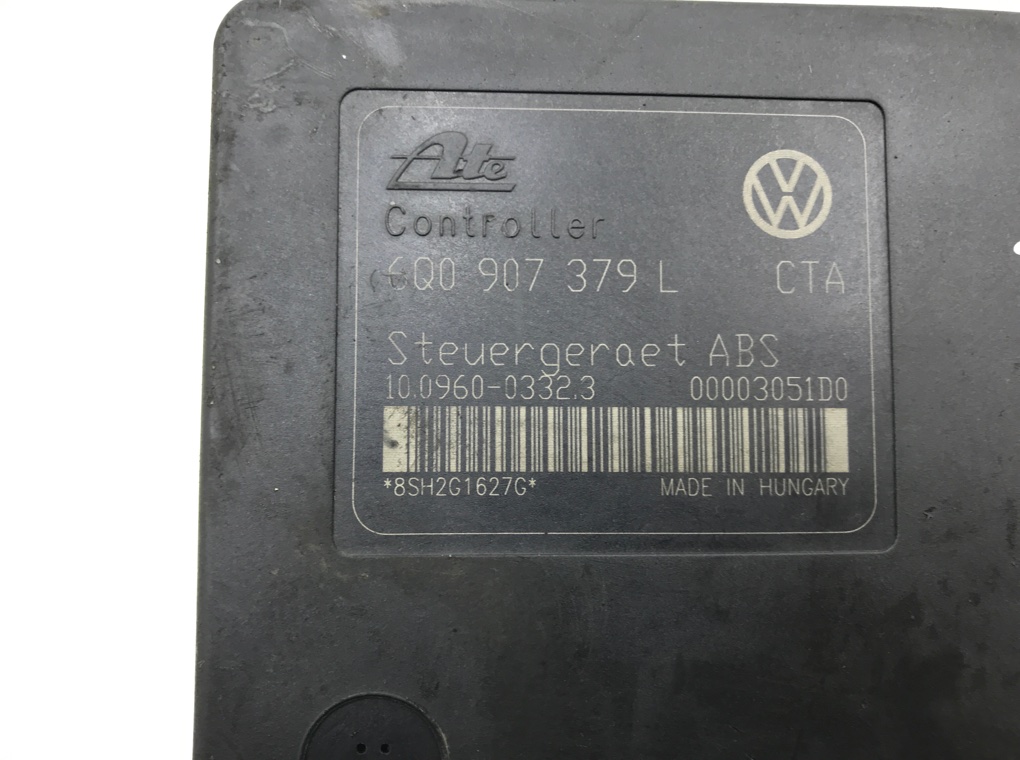 Ate
Controller
6Q0 907 379 L CTA
Steuergeraet ABS
10.0960-0332.3 00003051D0
*8SH2G1627G* MADE IN HUNGARY